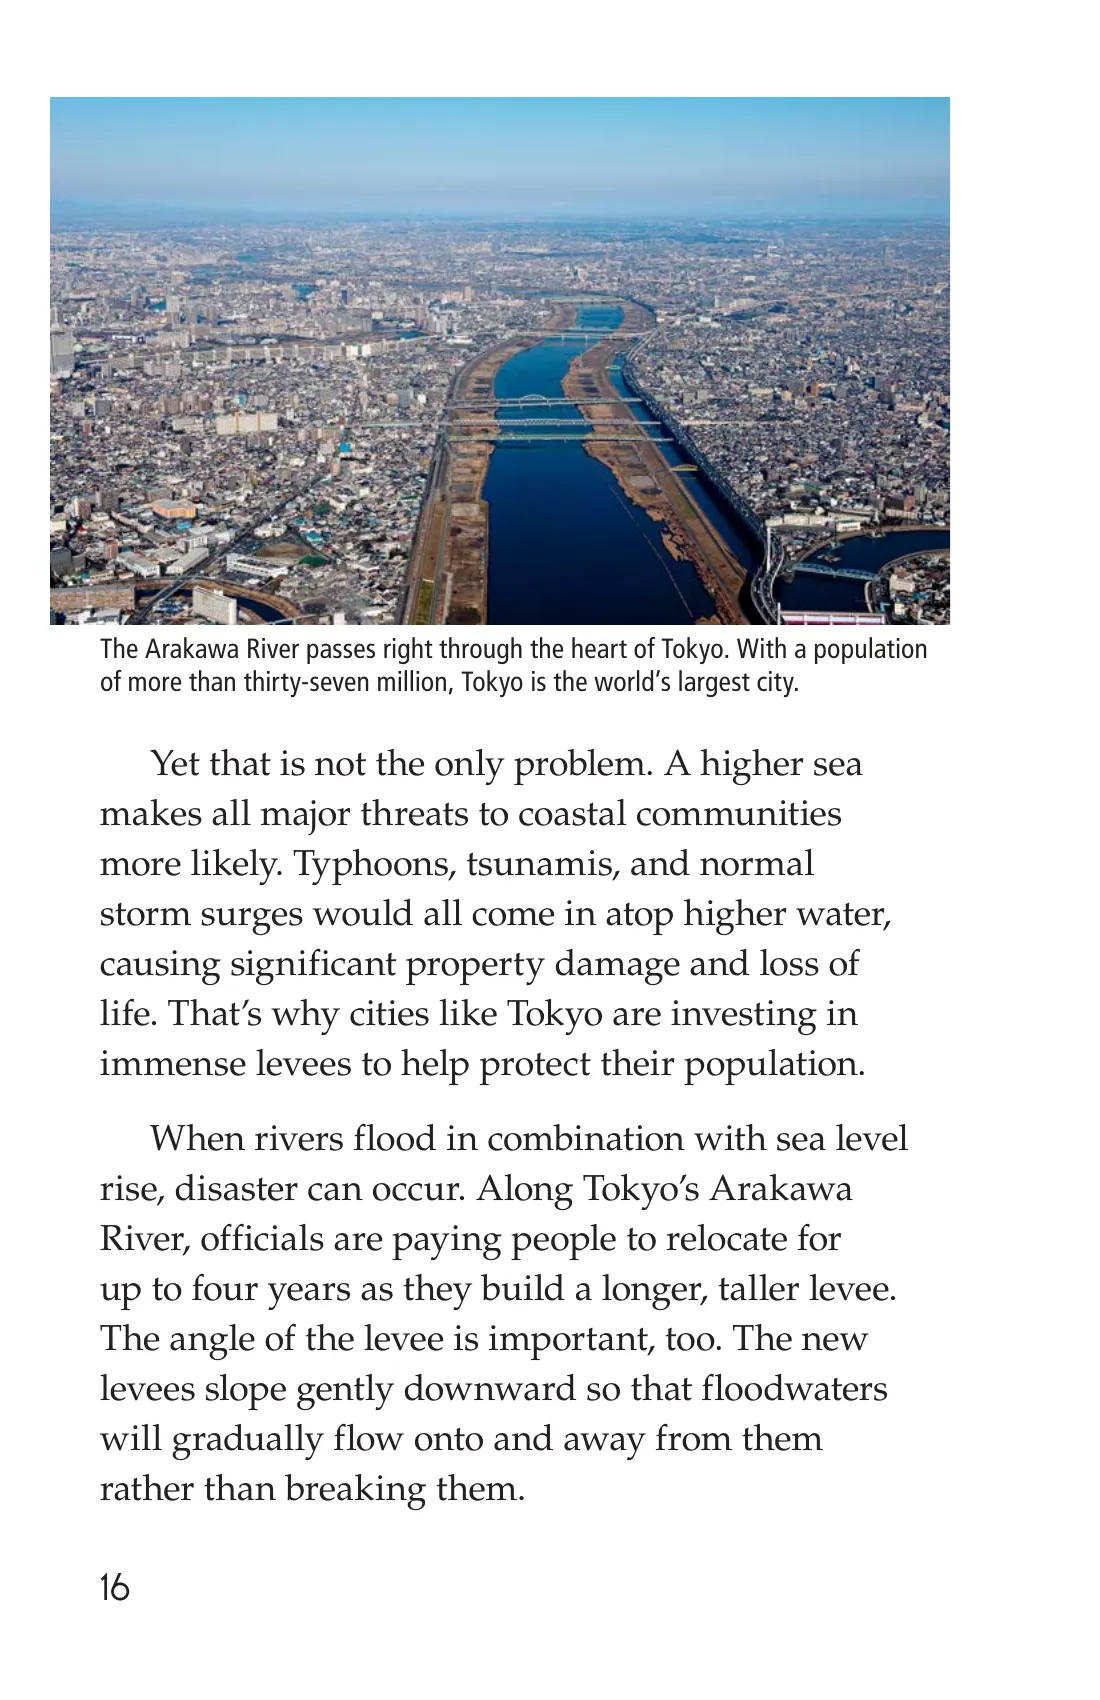 The Arakawa River passes right through the heart of Tokyo. With a population
of more than thirty-seven million, Tokyo is the world’s largest city.
Yet that is not the only problem. A higher sea
makes all major threats to coastal communities
more likely. Typhoons, tsunamis, and normal
storm surges would all come in atop higher water,
causing significant property damage and loss of
life. That’s why cities like Tokyo are investing in
immense levees to help protect their population.
When rivers flood in combination with sea level
rise, disaster can occur. Along Tokyo’s Arakawa
River, officials are paying people to relocate for
up to four years as they build a longer, taller levee.
The angle of the levee is important, too. The new
levees slope gently downward so that floodwaters
will gradually flow onto and away from them
rather than breaking them.
16